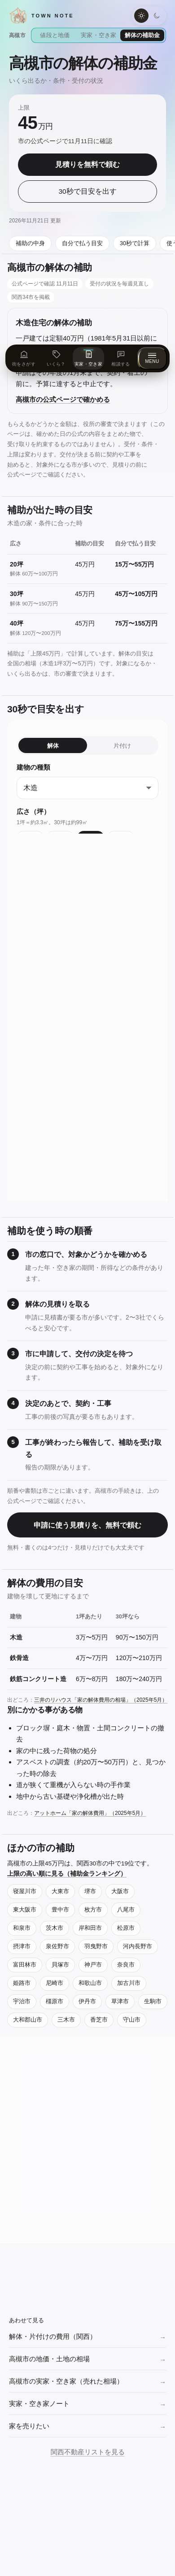 TOWN NOTE
高槻市
値段と地価
実家・空き家
解体の補助金
高槻市の解体の補助金
いくら出るか・条件・受付の状況
上限
45万円
市の公式ページで11月11日に確認
見積りを無料で頼む
30秒で目安を出す
2026年11月21日 更新
補助の中身
自分で払う目安
30秒で計算
高槻市の解体の補助
公式ページで確認 11月11日
受付の状況を毎週見直し
関西34市を掲載
木造住宅の解体の補助
一戸建ては定額40万円（1981年5月31日以前に
街をさがす
いくら？
実家・空き家
相談する
MENU
前に。予算に達すると中止です。
高槻市の公式ページで確かめる
もらえるかどうかと金額は、役所の審査で決まります（この
ページは、確かめた日の公式の内容をまとめた物で
受け取りを約束するものではありません）。受付・条件・
上限は変わります。交付が決まる前に契約や工事を
始めると、対象外になる市が多いので、見積りの前に
公式ページでご確認ください。
補助が出た時の目安
木造の家・条件に合った時
広さ
補助の目安
自分で払う目安
20坪
解体 60万〜100万円
45万円
15万〜55万円
30坪
解体 90万〜150万円
45万円
45万〜105万円
40坪
解体 120万〜200万円
45万円
75万〜155万円
補助は「上限45万円」で計算しています。解体の目安は
全国の相場（木造1坪3万〜5万円）です。対象になるか・
いくら出るかは、市の審査で決まります。
30秒で目安を出す
解体
片付け
建物の種類
木造
広さ（坪）
1坪＝約3.3㎡、30坪は約99㎡
補助を使う時の順番
1
市の窓口で、対象かどうかを確かめる
建った年・空き家の期間・所得などの条件があり
ます。
2
解体の見積りを取る
申請に見積書が要る市が多いです。2〜3社でくら
べると安心です。
3
市に申請して、交付の決定を待つ
決定の前に契約や工事を始めると、対象外になり
ます。
4
決定のあとで、契約・工事
工事の前後の写真が要る市もあります。
5
工事が終わったら報告して、補助を受け取
る
報告の期限があります。
順番や書類は市ごとに違います。高槻市の手続きは、上の
公式ページでご確認ください。
申請に使う見積りを、無料で頼む
無料・書くのは4つだけ・見積りだけでも大丈夫です
解体の費用の目安
建物を壊して更地にするまで
建物
1坪あたり
30坪なら
木造
3万〜5万円
90万〜150万円
鉄骨造
4万〜7万円
120万〜210万円
鉄筋コンクリート造
6万〜8万円
180万〜240万円
出どころ：三井のリハウス「家の解体費用の相場」（2025年5月）
別にかかる事がある物
• ブロック塀・庭木・物置・土間コンクリートの撤
去
• 家の中に残った荷物の処分
• アスベストの調査（約20万〜50万円）と、見つか
った時の除去
• 道が狭くて重機が入らない時の手作業
• 地中から古い基礎や浄化槽が出た時
出どころ：アットホーム「家の解体費用」（2025年5月）
ほかの市の補助
高槻市の上限45万円は、関西30市の中で19位です。
上限の高い順に見る（補助金ランキング）
寝屋川市
大東市
堺市
大阪市
東大阪市
豊中市
枚方市
八尾市
和泉市
茨木市
岸和田市
松原市
摂津市
泉佐野市
羽曳野市
河内長野市
富田林市
貝塚市
神戸市
奈良市
姫路市
尼崎市
和歌山市
加古川市
宇治市
橿原市
伊丹市
草津市
生駒市
大和郡山市
三木市
香芝市
守山市
あわせて見る
解体・片付けの費用（関西）
→
高槻市の地価・土地の相場
→
高槻市の実家・空き家（売れた相場）
→
実家・空き家ノート
→
家を売りたい
→
関西不動産リストを見る